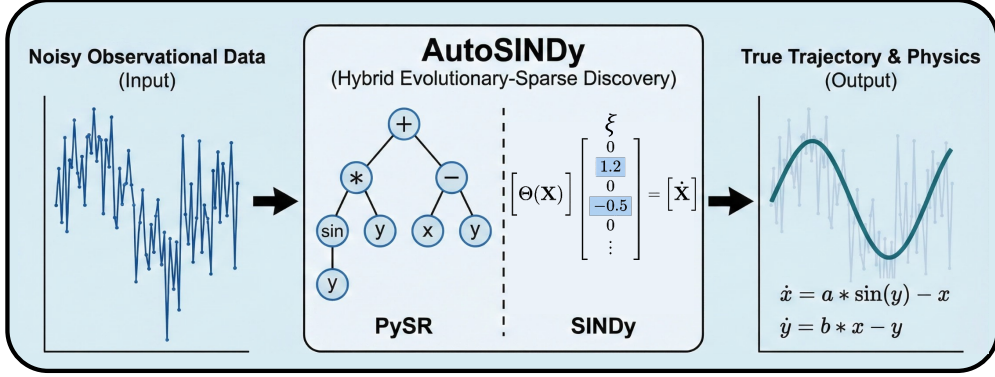 Noisy Observational Data
(Input)
AutoSINDy
(Hybrid Evolutionary-Sparse Discovery)
+
* −
sin y x y
y
PySR
ξ
0
1.2
0
[Θ(X)] = [Ẋ]
−0.5
0
⋮
SINDy
True Trajectory & Physics
(Output)
ẋ = a * sin(y) − x
ẏ = b * x − y